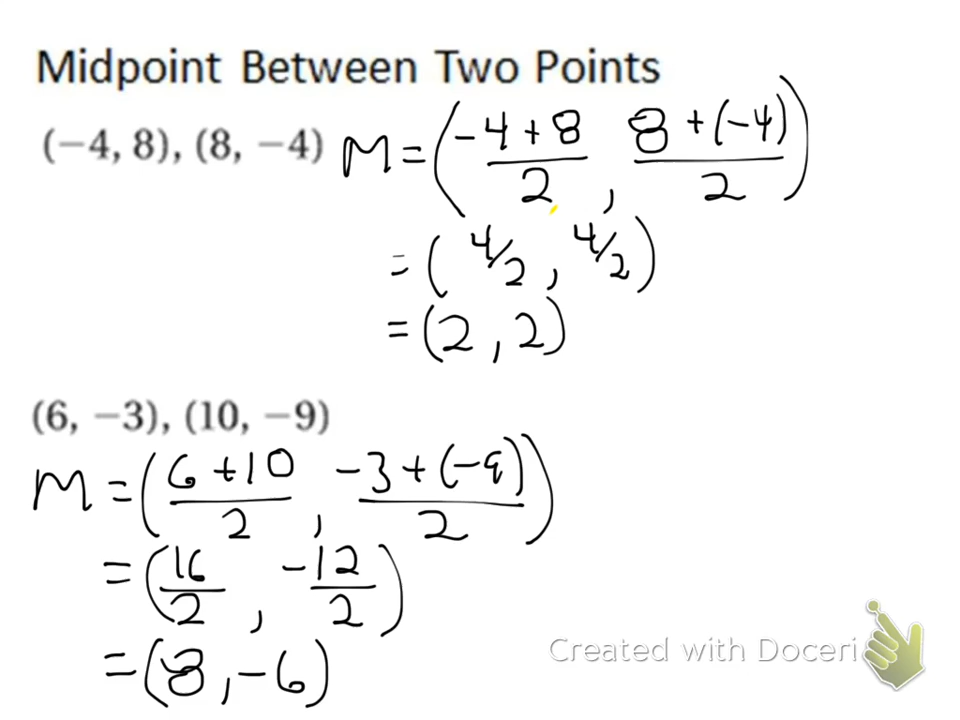 Midpoint Between Two Points
(−4, 8), (8, −4) M = (-4+8/2, 8+(-4)/2)
= (4/2, 4/2)
= (2, 2)
(6, −3), (10, −9)
M = (6+10/2, -3+(-9)/2)
= (16/2, -12/2)
= (8, -6)
Created with Doceri